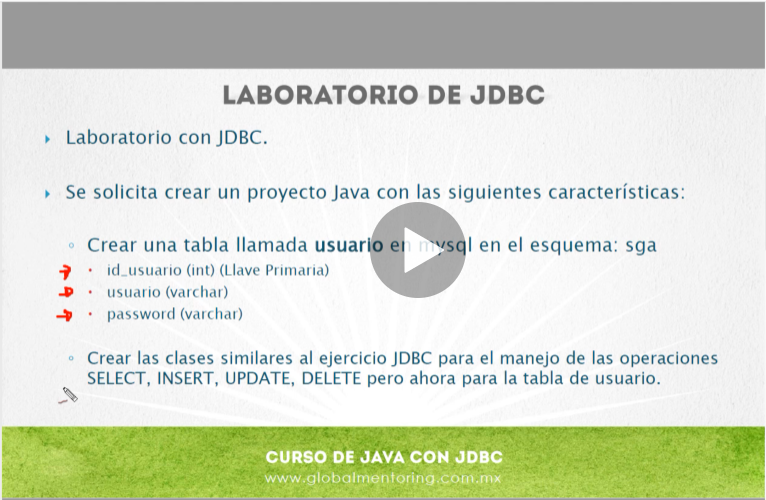 LABORATORIO DE JDBC
Laboratorio con JDBC.
Se solicita crear un proyecto Java con las siguientes características:
Crear una tabla llamada usuario en mysql en el esquema: sga
id_usuario (int) (Llave Primaria)
usuario (varchar)
password (varchar)
Crear las clases similares al ejercicio JDBC para el manejo de las operaciones
SELECT, INSERT, UPDATE, DELETE pero ahora para la tabla de usuario.
CURSO DE JAVA CON JDBC
www.globalmentoring.com.mx